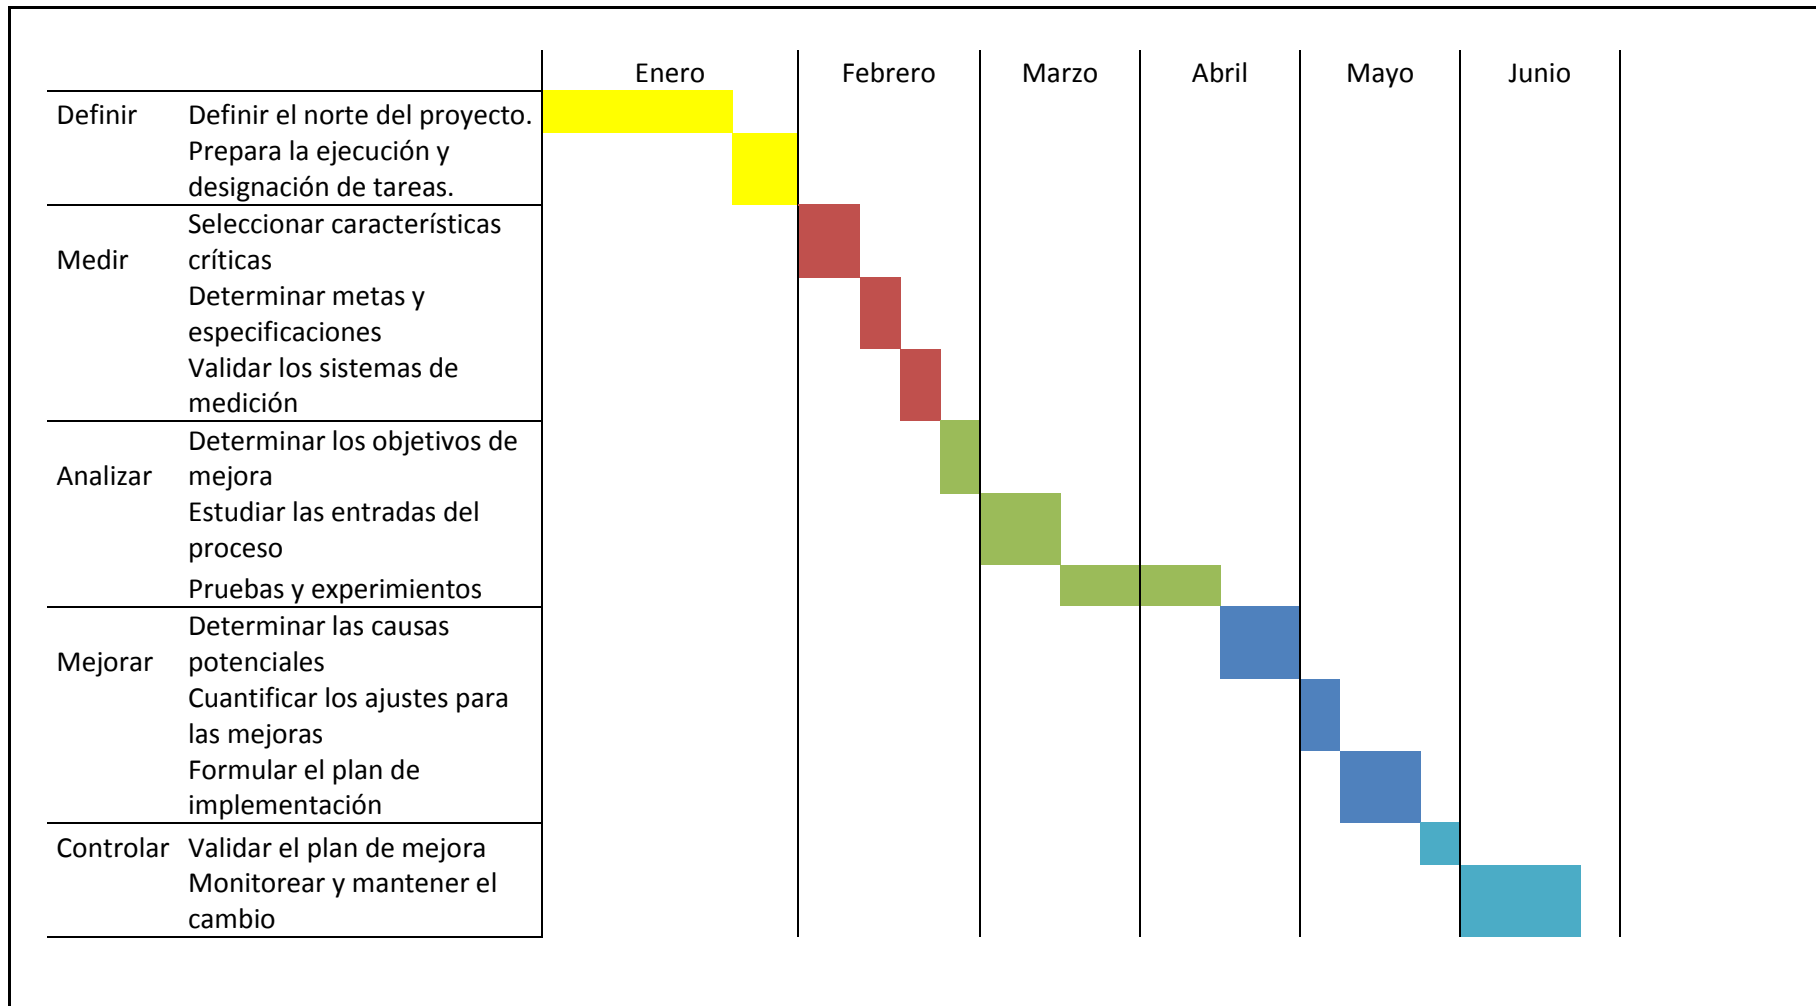 Enero Febrero Marzo Abril Mayo Junio
Definir Definir el norte del proyecto.
Prepara la ejecución y
designación de tareas.
Seleccionar característísticas
Medir críticas
Determinar metas y
especificaciones
Validar los sistemas de
medición
Determinar los objetivos de
Analizar mejora
Estudiar las entradas del
proceso
Pruebas y experimientos
Determinar las causas
Mejorar potenciales
Cuantificar los ajustes para
las mejoras
Formular el plan de
implementación
Controlar Validar el plan de mejora
Monitorear y mantener el
cambio